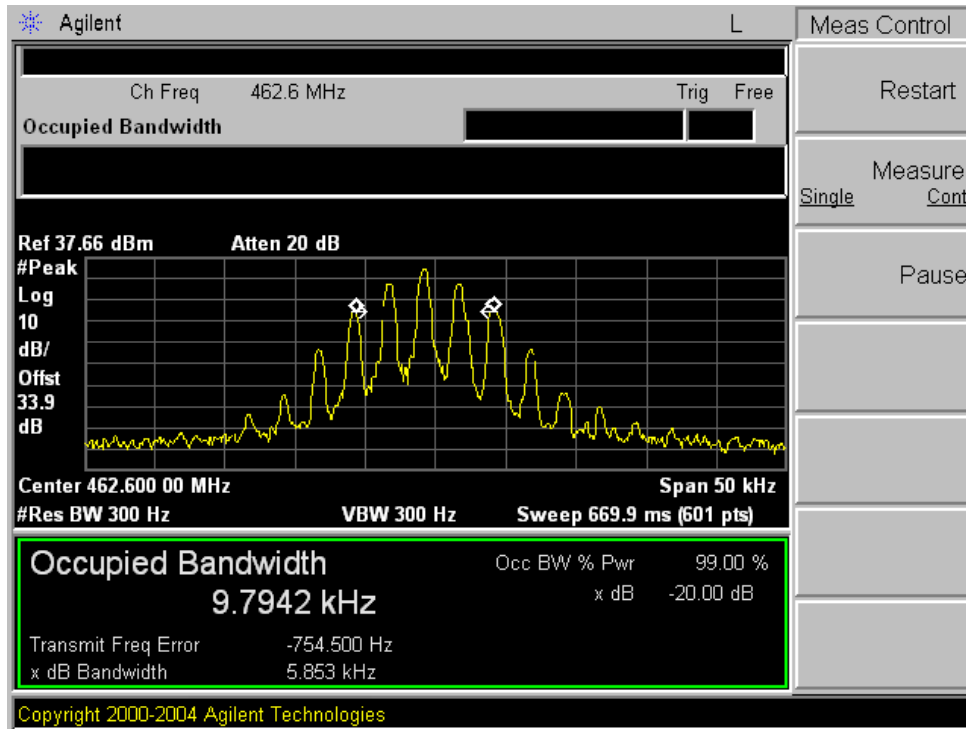 Agilent L Meas Control
Ch Freq 462.6 MHz Trig Free
Occupied Bandwidth
Restart
Measure
Single Cont
Pause
Ref 37.66 dBm Atten 20 dB
#Peak
Log
10
dB/
Offst
33.9
dB
Center 462.600 00 MHz Span 50 kHz
#Res BW 300 Hz VBW 300 Hz Sweep 669.9 ms (601 pts)
Occupied Bandwidth Occ BW % Pwr 99.00 %
9.7942 kHz x dB -20.00 dB
Transmit Freq Error -754.500 Hz
x dB Bandwidth 5.853 kHz
Copyright 2000-2004 Agilent Technologies